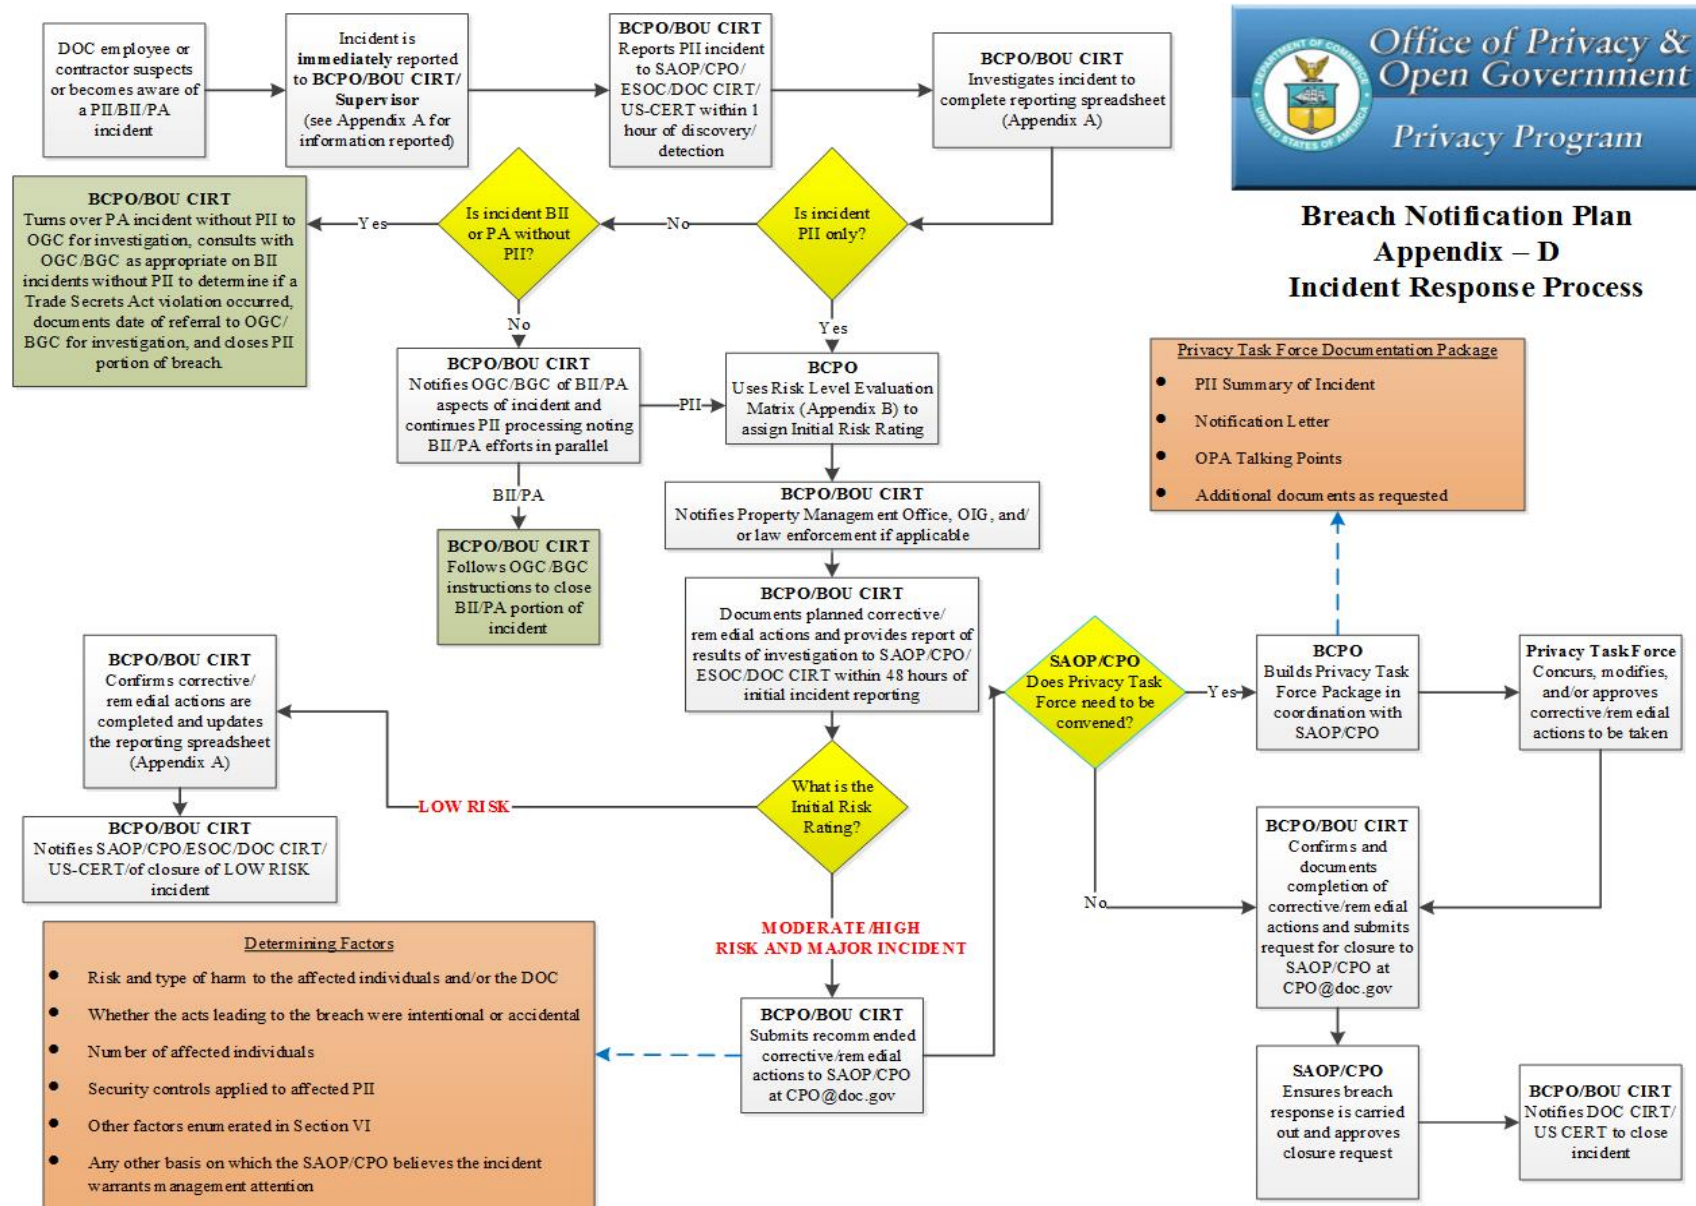 DOC employee or
contractor suspects
or becomes aware of
a PII/BII/PA
incident
Incident is
immediately reported
to BCPO/BOU CIRT/
Supervisor
(see Appendix A for
information reported)
BCPO/BOU CIRT
Reports PII incident
to SAOP/CPO/
ESOC/DOC CIRT/
US-CERT within 1
hour of discovery/
detection
BCPO/BOU CIRT
Investigates incident to
complete reporting spreadsheet
(Appendix A)
DEPARTMENT OF COMMERCE
UNITED STATES OF AMERICA
Office of Privacy &
Open Government
Privacy Program
Breach Notification Plan
Appendix – D
Incident Response Process
Is incident
PII only?
No
Is incident BII
or PA without
PII?
Yes
BCPO/BOU CIRT
Turns over PA incident without PII to
OGC for investigation, consults with
OGC/BGC as appropriate on BII
incidents without PII to determine if a
Trade Secrets Act violation occurred,
documents date of referral to OGC/
BGC for investigation, and closes PII
portion of breach.
No
Yes
BCPO/BOU CIRT
Notifies OGC/BGC of BII/PA
aspects of incident and
continues PII processing noting
BII/PA efforts in parallel
PII
BCPO
Uses Risk Level Evaluation
Matrix (Appendix B) to
assign Initial Risk Rating
BII/PA
BCPO/BOU CIRT
Follows OGC/BGC
instructions to close
BII/PA portion of
incident
BCPO/BOU CIRT
Notifies Property Management Office, OIG, and/
or law enforcement if applicable
BCPO/BOU CIRT
Documents planned corrective/
remedial actions and provides report of
results of investigation to SAOP/CPO/
ESOC/DOC CIRT within 48 hours of
initial incident reporting
What is the
Initial Risk
Rating?
LOW RISK
BCPO/BOU CIRT
Confirms corrective/
remedial actions are
completed and updates
the reporting spreadsheet
(Appendix A)
BCPO/BOU CIRT
Notifies SAOP/CPO/ESOC/DOC CIRT/
US-CERT/of closure of LOW RISK
incident
MODERATE/HIGH
RISK AND MAJOR INCIDENT
BCPO/BOU CIRT
Submits recommended
corrective/remedial
actions to SAOP/CPO
at CPO@doc.gov
Determining Factors
• Risk and type of harm to the affected individuals and/or the DOC
• Whether the acts leading to the breach were intentional or accidental
• Number of affected individuals
• Security controls applied to affected PII
• Other factors enumerated in Section VI
• Any other basis on which the SAOP/CPO believes the incident
warrants management attention
SAOP/CPO
Does Privacy Task
Force need to be
convened?
Yes
No
BCPO
Builds Privacy Task
Force Package in
coordination with
SAOP/CPO
Privacy Task Force Documentation Package
• PII Summary of Incident
• Notification Letter
• OPA Talking Points
• Additional documents as requested
Privacy Task Force
Concurs, modifies,
and/or approves
corrective/remedial
actions to be taken
BCPO/BOU CIRT
Confirms and
documents
completion of
corrective/remedial
actions and submits
request for closure to
SAOP/CPO at
CPO@doc.gov
SAOP/CPO
Ensures breach
response is carried
out and approves
closure request
BCPO/BOU CIRT
Notifies DOC CIRT/
US CERT to close
incident